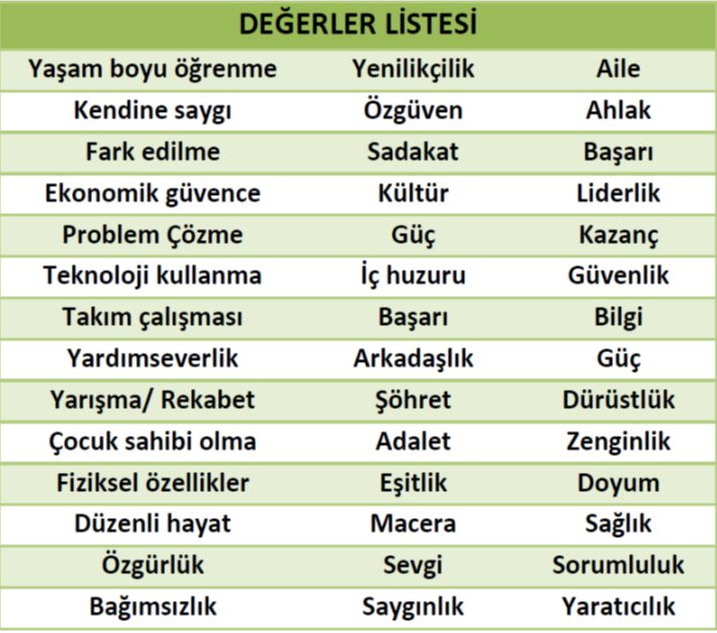 DEĞERLER LİSTESİ
Yaşam boyu öğrenme Yenilikçilik Aile
Kendine saygı Özgüven Ahlak
Fark edilme Sadakat Başarı
Ekonomik güvence Kültür Liderlik
Problem Çözme Güç Kazanç
Teknoloji kullanma İç huzuru Güvenlik
Takım çalışması Başarı Bilgi
Yardımseverlik Arkadaşlık Güç
Yarışma/ Rekabet Şöhret Dürüstlük
Çocuk sahibi olma Adalet Zenginlik
Fiziksel özellikler Eşitlik Doyum
Düzenli hayat Macera Sağlık
Özgürlük Sevgi Sorumluluk
Bağımsızlık Saygınlık Yaratıcılık